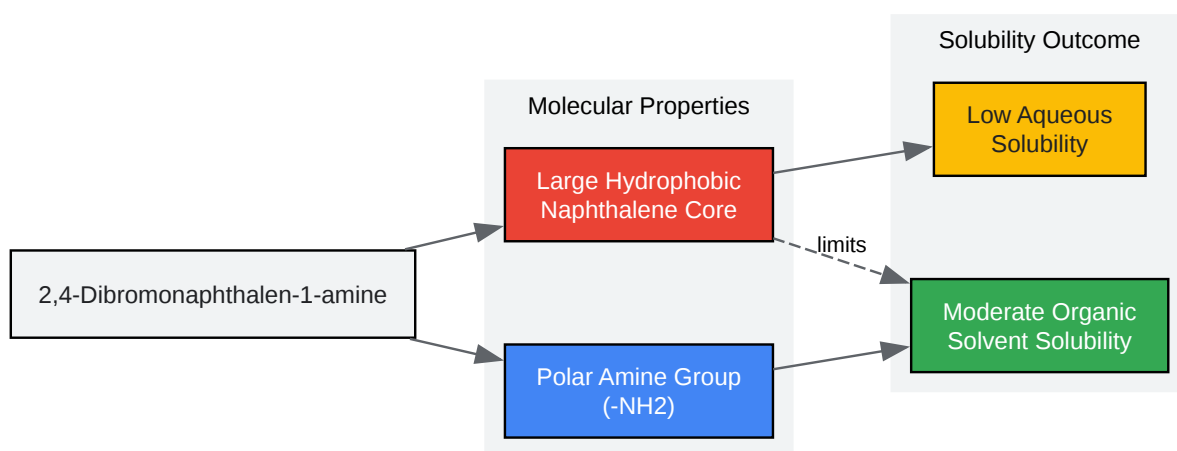 Solubility Outcome
Low Aqueous
Solubility
Molecular Properties
Large Hydrophobic
Naphthalene Core
limits
2,4-Dibromonaphthalen-1-amine
Moderate Organic
Solvent Solubility
Polar Amine Group
(-NH2)